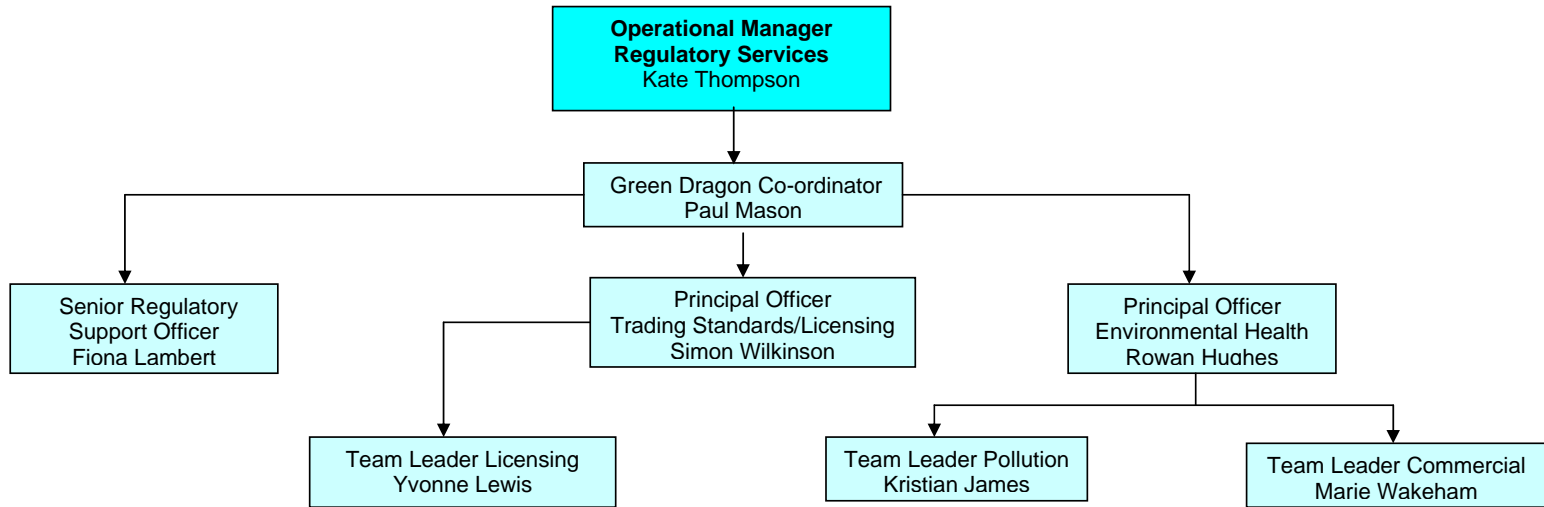 Operational Manager
Regulatory Services
Kate Thompson
Green Dragon Co-ordinator
Paul Mason
Senior Regulatory
Support Officer
Fiona Lambert
Principal Officer
Trading Standards/Licensing
Simon Wilkinson
Principal Officer
Environmental Health
Rowan Hughes
Team Leader Licensing
Yvonne Lewis
Team Leader Pollution
Kristian James
Team Leader Commercial
Marie Wakeham